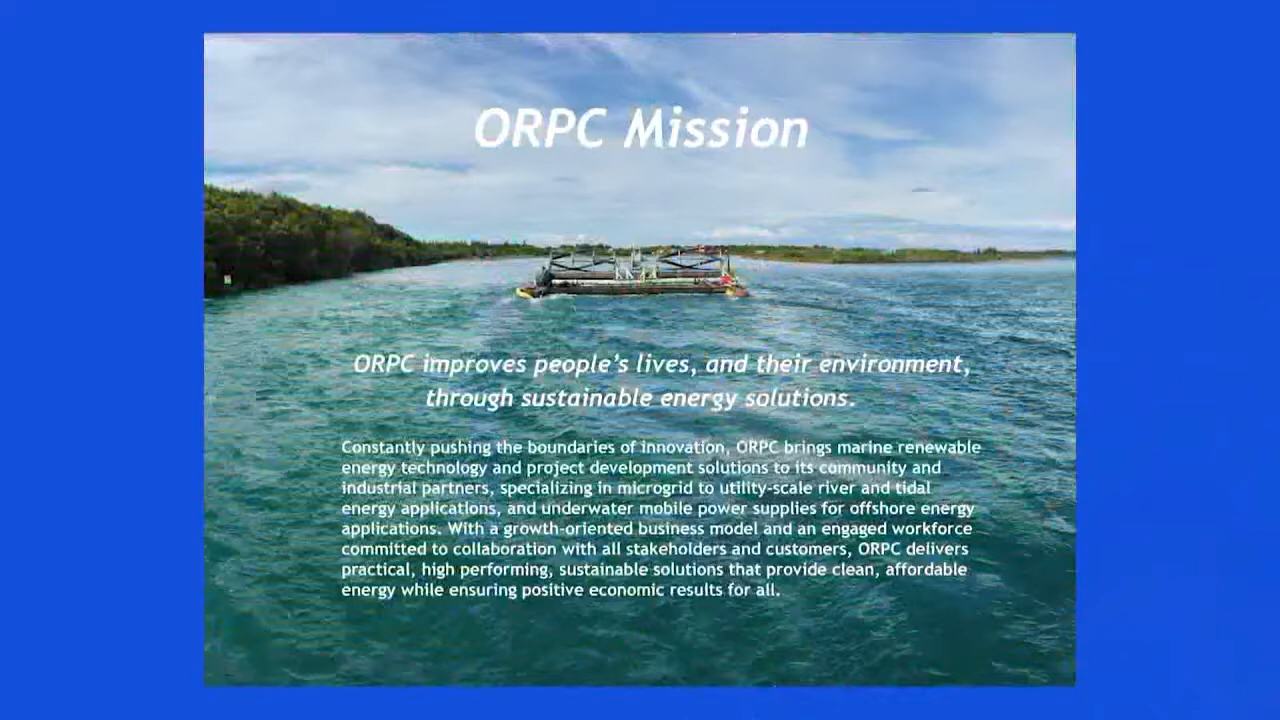 ORPC Mission
ORPC improves people's lives, and their environment,
through sustainable energy solutions.
Constantly pushing the boundaries of innovation, ORPC brings marine renewable
energy technology and project development solutions to its community and
industrial partners, specializing in microgrid to utility-scale river and tidal
energy applications, and underwater mobile power supplies for offshore energy
applications. With a growth-oriented business model and an engaged workforce
committed to collaboration with all stakeholders and customers, ORPC delivers
practical, high performing, sustainable solutions that provide clean, affordable
energy while ensuring positive economic results for all.